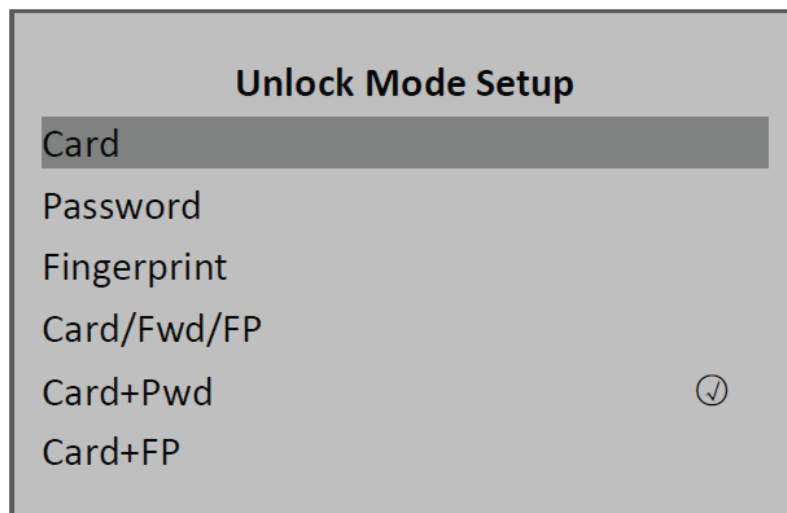 Unlock Mode Setup
Card
Password
Fingerprint
Card/Fwd/FP
Card+Pwd
Card+FP